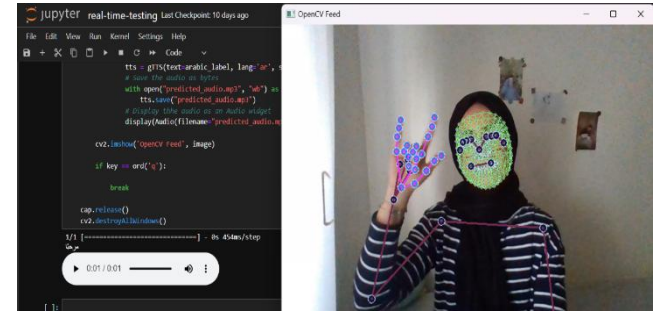 jupyter real-time-testing Last Checkpoint: 10 days ago
File Edit View Run Kernel Settings Help
Code
tts = gTTS(text=arabic_label, lang='ar', s
# save the audio as bytes
with open("predicted_audio.mp3", "wb") as
tts.save("predicted_audio.mp3")
# Display thhe audio as an Audio widget
display(Audio(filename="predicted_audio.mp
cv2.imshow('OpenCV Feed', image)
if key == ord('q'):
break
cap.release()
cv2.destroyAllWindows()
1/1 [==============================] - 0s 454ms/step
0:01 / 0:01
[ ]:
OpenCV Feed